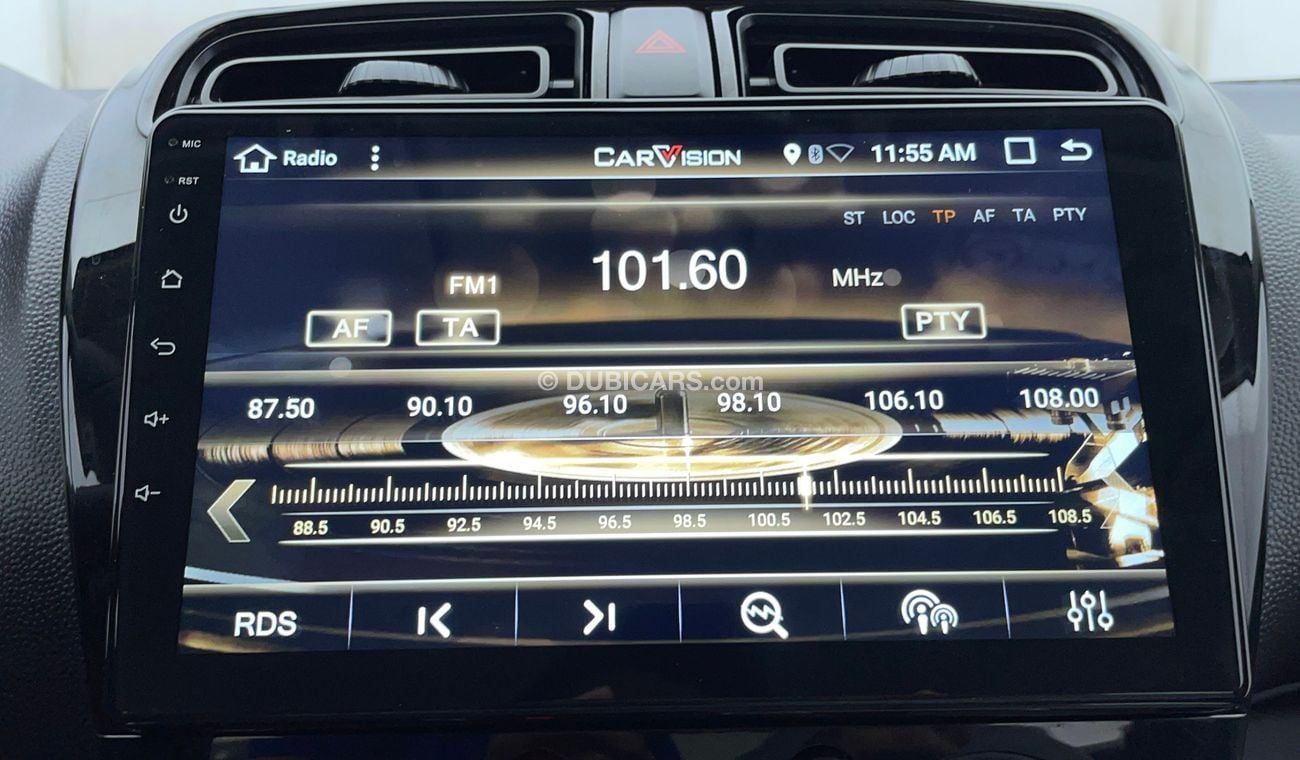 MIC
Radio CARVISION 11:55 AM
RST
ST LOC TP AF TA PTY
FM1 101.60 MHz
AF TA PTY
© DUBICARS.com
87.50 90.10 96.10 98.10 106.10 108.00
88.5 90.5 92.5 94.5 96.5 98.5 100.5 102.5 104.5 106.5 108.5
RDS